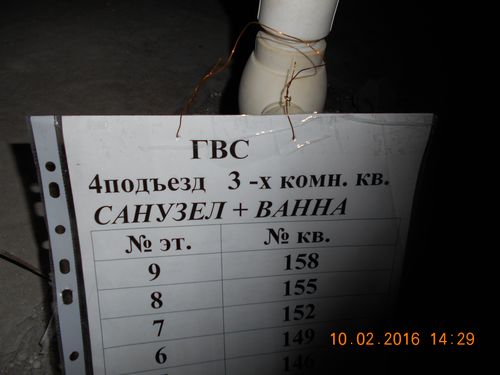 ГВС
4подъезд 3 -х комн. кв.
САНУЗЕЛ + ВАННА
№ эт. № кв.
9 158
8 155
7 152
6 149
146
10.02.2016 14:29